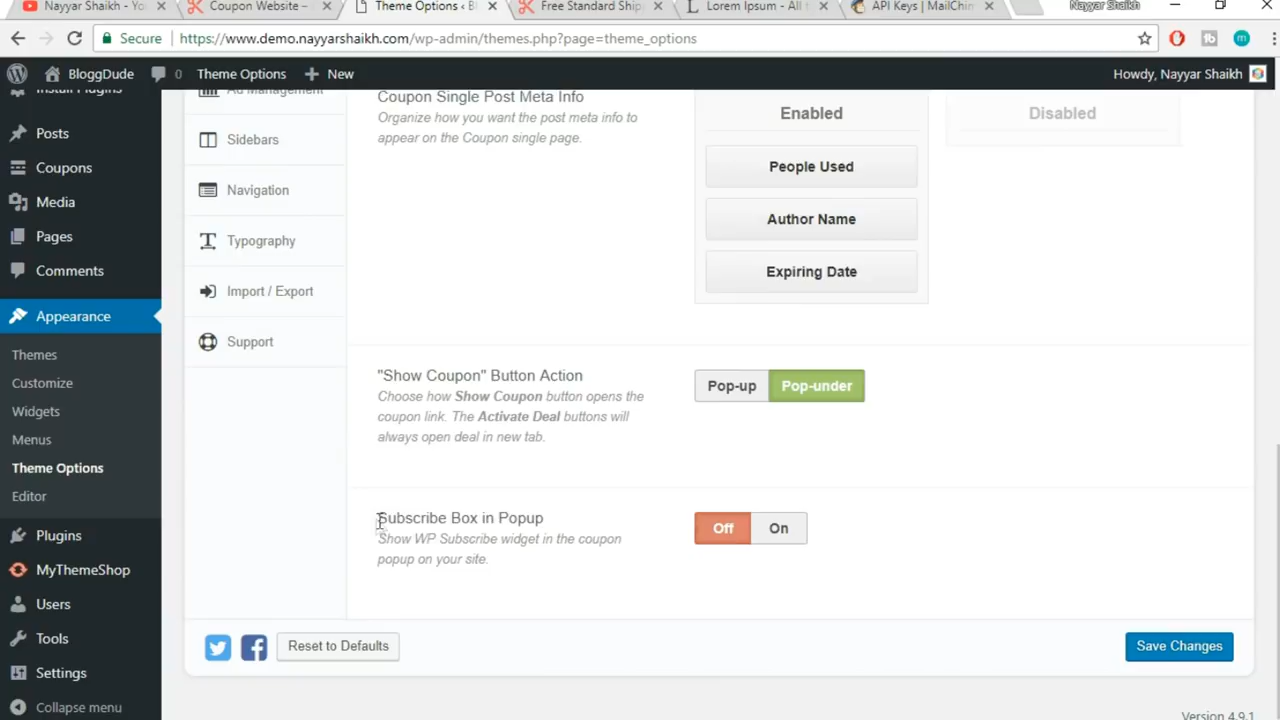 Nayyar Shaikh - Yo
Coupon Website –
Theme Options ‹ Bl
Free Standard Ship
Lorem Ipsum - All t
API Keys | MailChim
Nayyar Shaikh
Secure
https://www.demo.nayyarshaikh.com/wp-admin/themes.php?page=theme_options
BloggDude
0
Theme Options
New
Howdy, Nayyar Shaikh
Install Plugins
Posts
Coupons
Media
Pages
Comments
Appearance
Themes
Customize
Widgets
Menus
Theme Options
Editor
Plugins
MyThemeShop
Users
Tools
Settings
Collapse menu
Ad Management
Sidebars
Navigation
Typography
Import / Export
Support
Coupon Single Post Meta Info
Organize how you want the post meta info to
appear on the Coupon single page.
Enabled
People Used
Author Name
Expiring Date
Disabled
"Show Coupon" Button Action
Choose how Show Coupon button opens the
coupon link. The Activate Deal buttons will
always open deal in new tab.
Pop-up
Pop-under
Subscribe Box in Popup
Show WP Subscribe widget in the coupon
popup on your site.
Off
On
Reset to Defaults
Save Changes
Version 4.9.1